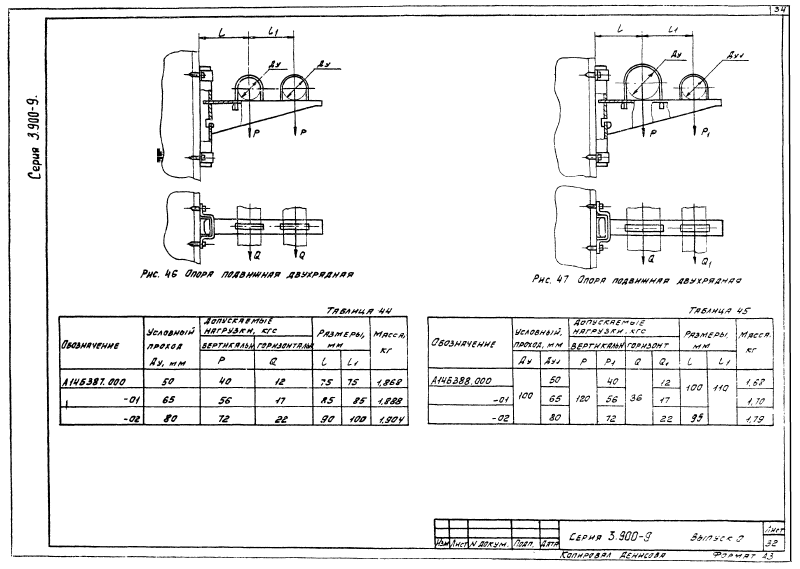 34
Серия 3.900-9.
L L1
Ду Ду
P P
Q Q
Рис. 46 Опора подвижная двухрядная
L L1
Ду Ду1
P P1
Q Q1
Рис. 47 Опора подвижная двухрядная
Таблица 44
Обозначение Условный проход Ду, мм Допускаемые нагрузки, кгс Размеры, мм Масса, кг
вертикальн горизонтальн
P Q L L1
А14Б387.000 50 40 12 75 75 1,868
-01 65 56 17 85 85 1,888
-02 80 72 22 90 100 1,904
Таблица 45
Обозначение Условный, проход, мм Допускаемые нагрузки. кгс Размеры, мм Масса. кг
вертикальн горизонт
Ду Ду1 P P1 Q Q1 L L1
А14Б388.000 100 50 120 40 36 12 100 110 1,68
-01 65 56 17 1,70
-02 80 72 22 95 1,79
Серия 3.900-9 Выпуск 0
Лист
32
Изм Лист N докум. Подп. Дата
Копировал Денисова Формат А3